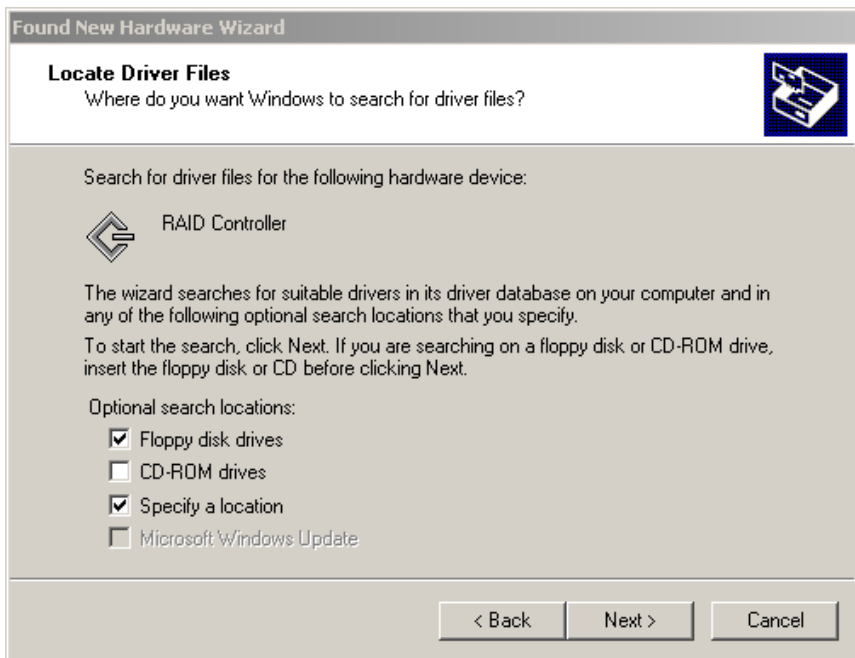 Found New Hardware Wizard
Locate Driver Files
Where do you want Windows to search for driver files?
Search for driver files for the following hardware device:
RAID Controller
The wizard searches for suitable drivers in its driver database on your computer and in
any of the following optional search locations that you specify.
To start the search, click Next. If you are searching on a floppy disk or CD-ROM drive,
insert the floppy disk or CD before clicking Next.
Optional search locations:
Floppy disk drives
CD-ROM drives
Specify a location
Microsoft Windows Update
< Back Next > Cancel